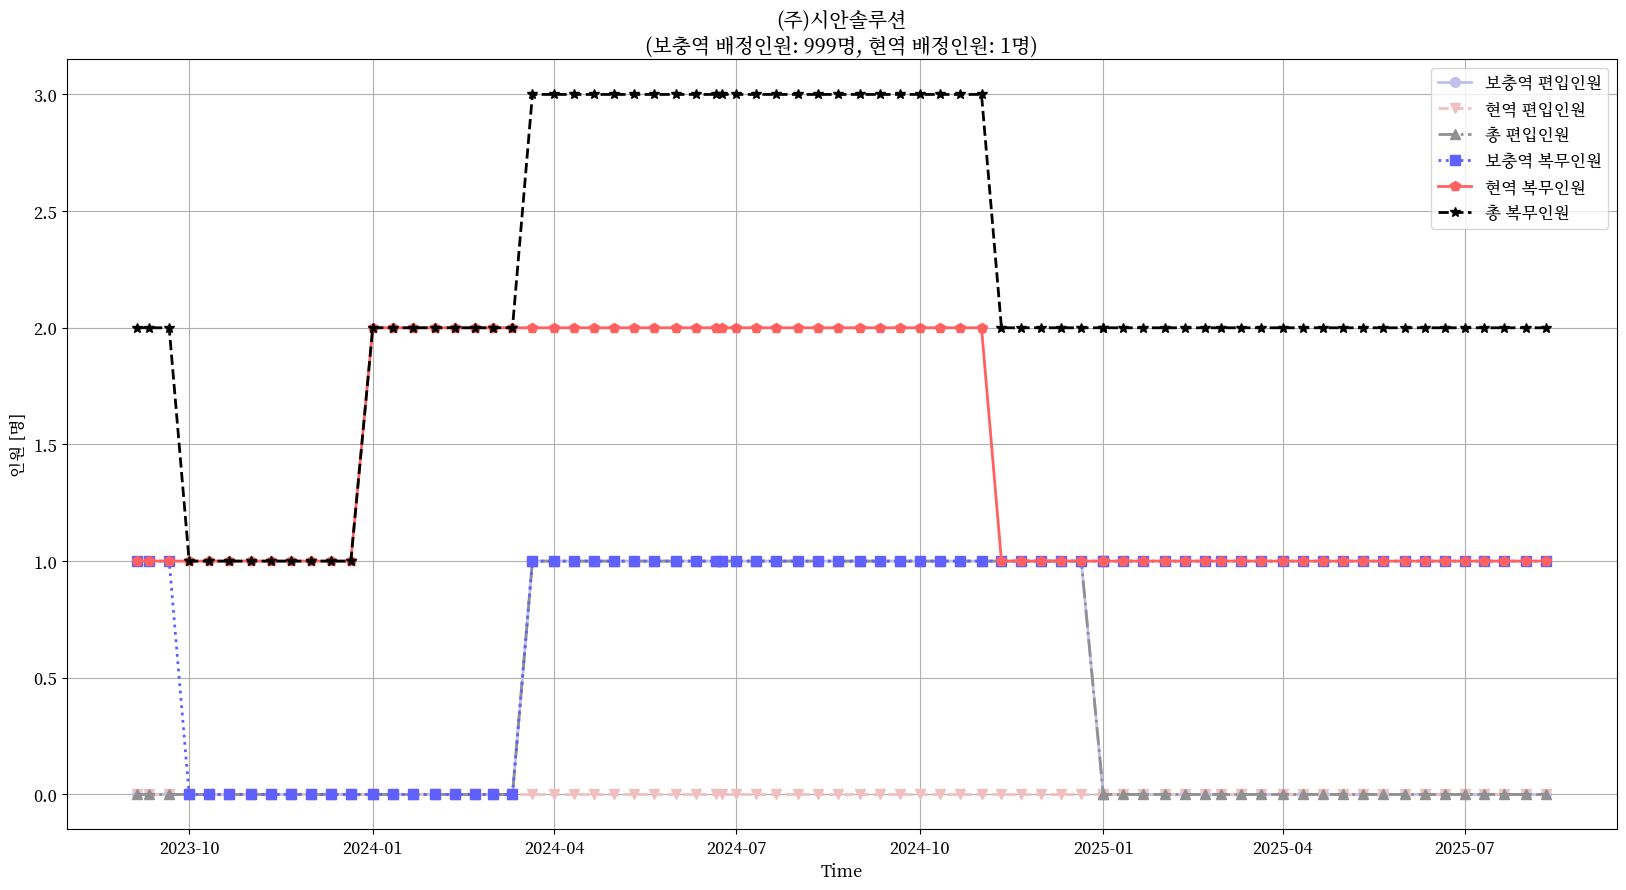 (주)시안솔루션
(보충역 배정인원: 999명, 현역 배정인원: 1명)
3.0
2.5
2.0
1.5
1.0
0.5
0.0
인원 [명]
보충역 편입인원
현역 편입인원
총 편입인원
보충역 복무인원
현역 복무인원
총 복무인원
2023-10
2024-01
2024-04
2024-07
2024-10
2025-01
2025-04
2025-07
Time